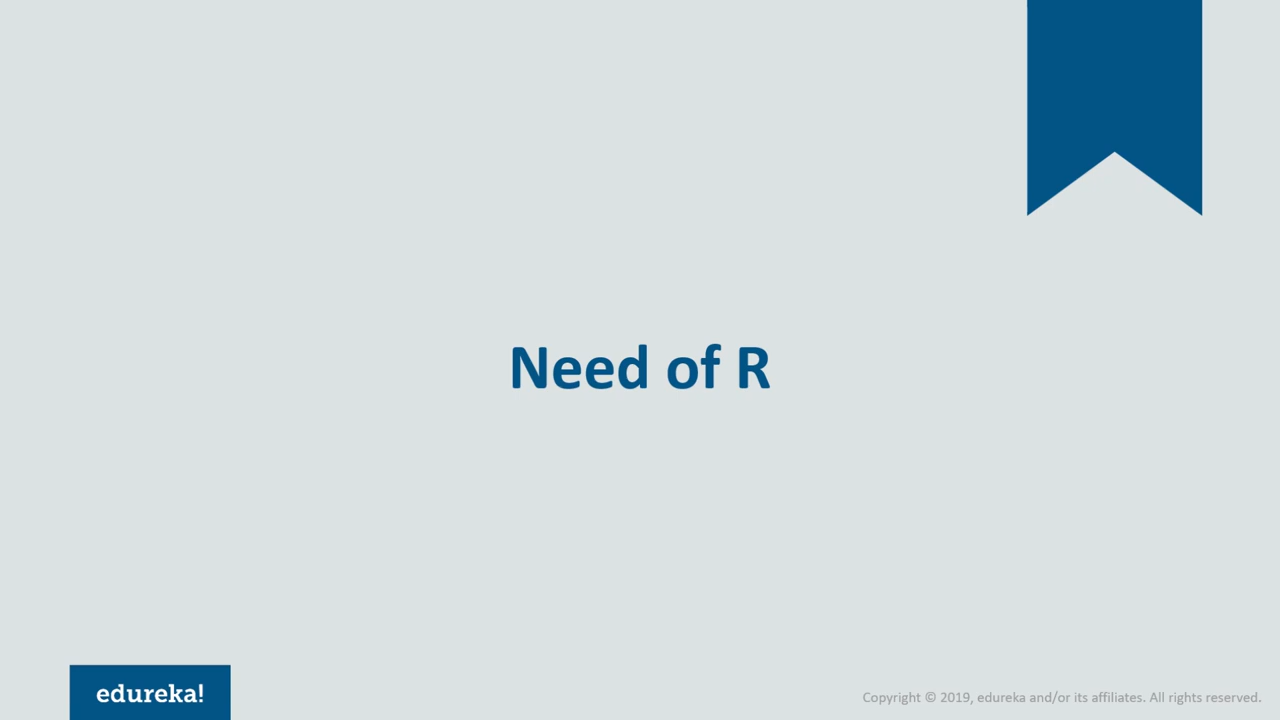 Need of R
edureka!
Copyright © 2019, edureka and/or its affiliates. All rights reserved.